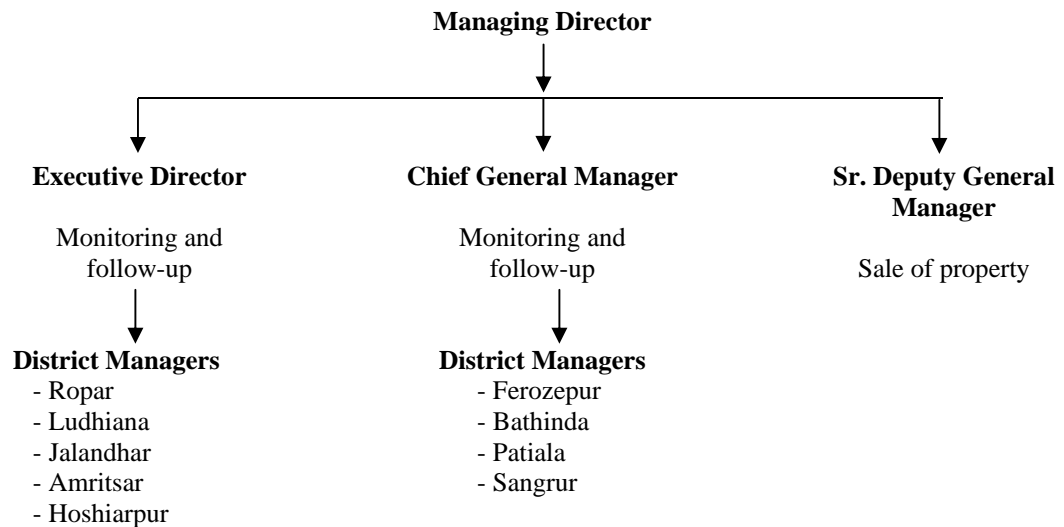 Managing Director
Executive Director
Chief General Manager
Sr. Deputy General
Manager
Monitoring and
follow-up
Monitoring and
follow-up
Sale of property
District Managers
- Ropar
- Ludhiana
- Jalandhar
- Amritsar
- Hoshiarpur
District Managers
- Ferozepur
- Bathinda
- Patiala
- Sangrur